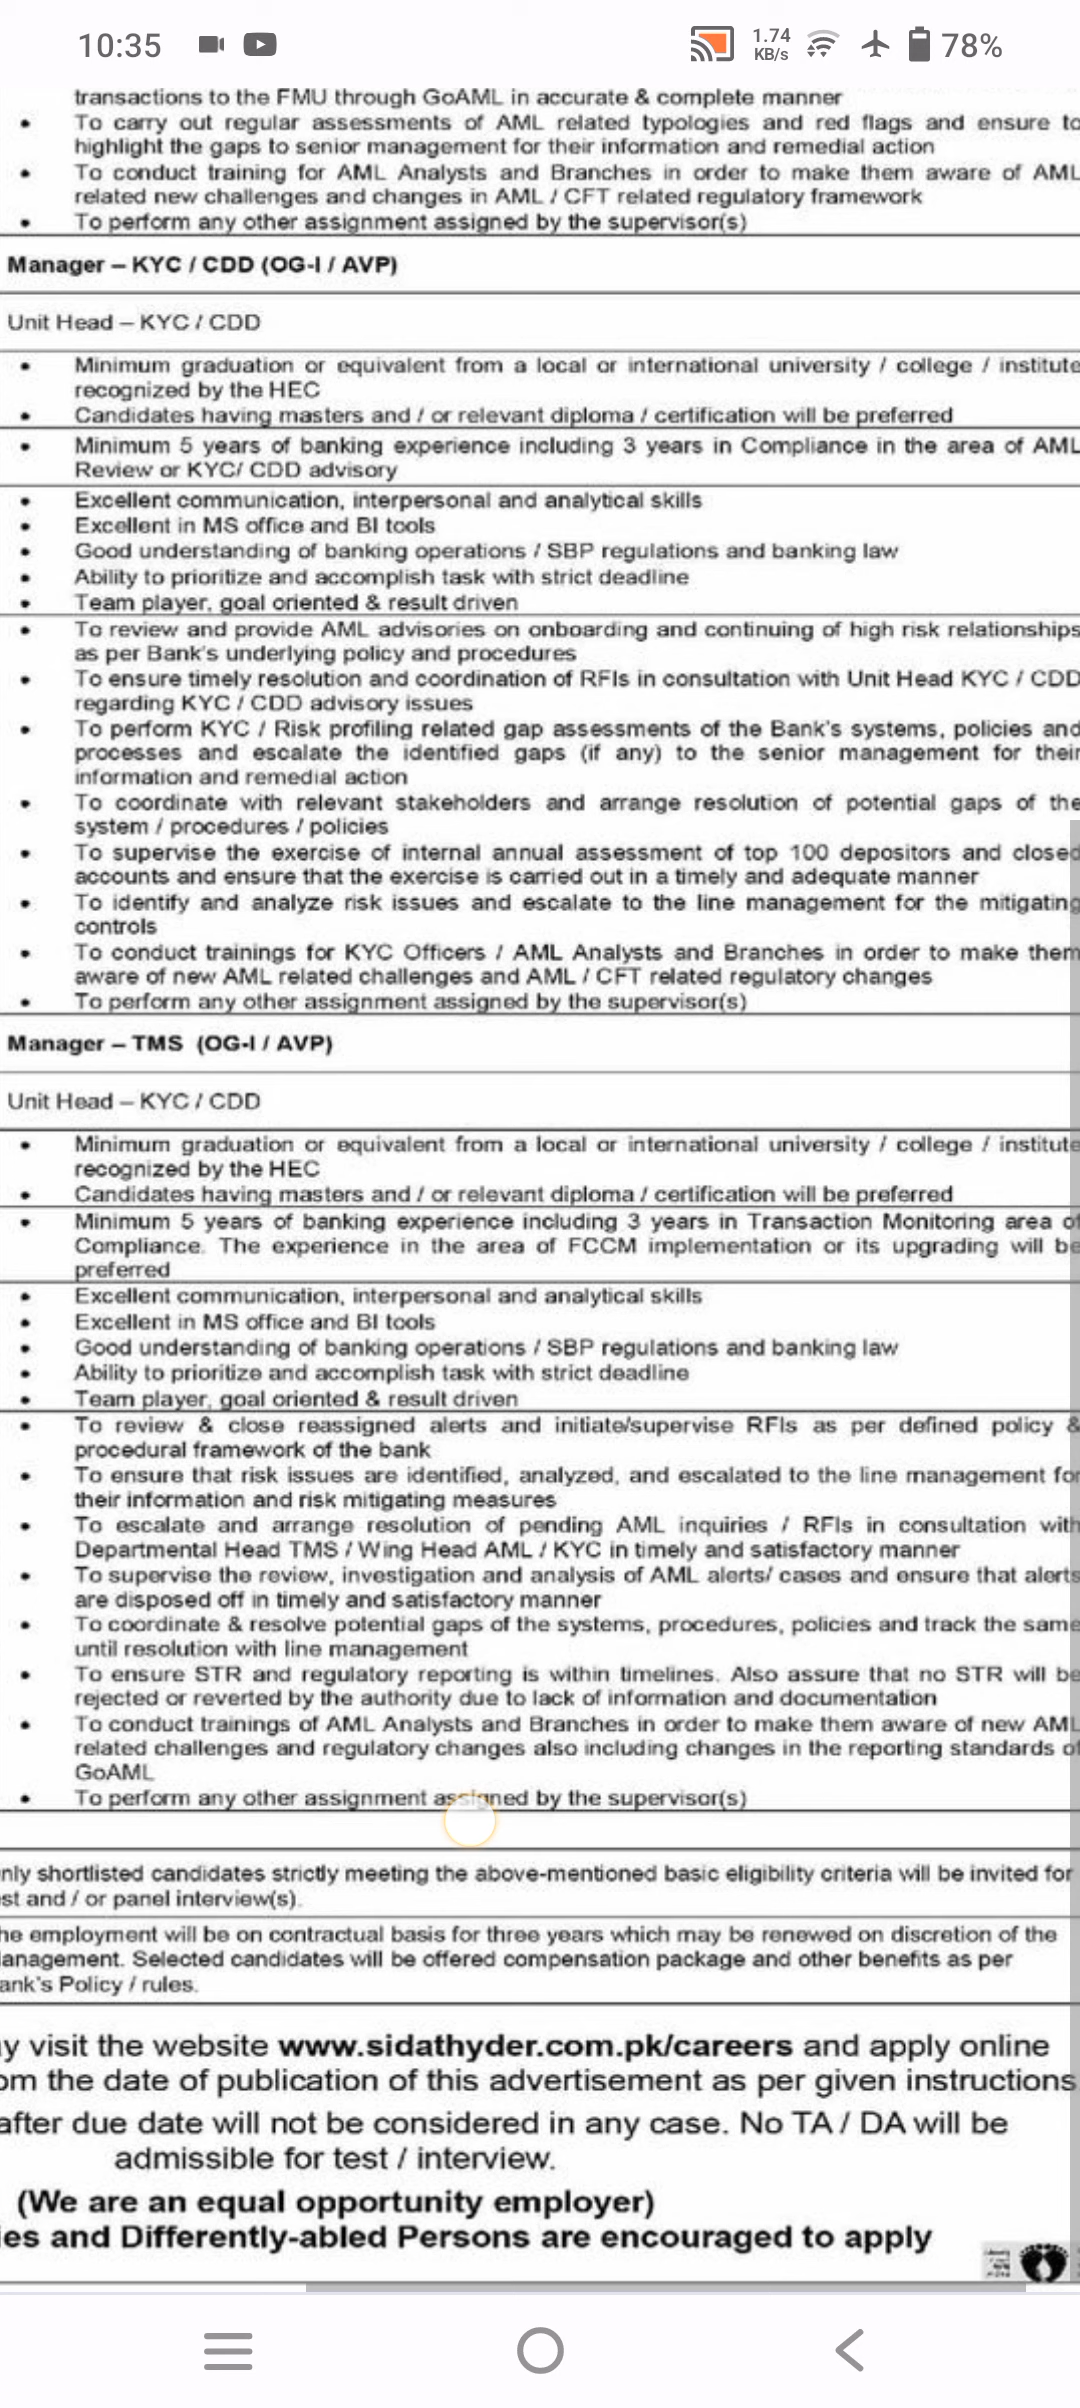 10:35
1.74
KB/s
78%
transactions to the FMU through GoAML in accurate & complete manner
• To carry out regular assessments of AML related typologies and red flags and ensure to
highlight the gaps to senior management for their information and remedial action
• To conduct training for AML Analysts and Branches in order to make them aware of AML
related new challenges and changes in AML / CFT related regulatory framework
• To perform any other assignment assigned by the supervisor(s)
Manager – KYC / CDD (OG-I / AVP)
Unit Head – KYC / CDD
• Minimum graduation or equivalent from a local or international university / college / institute
recognized by the HEC
• Candidates having masters and / or relevant diploma / certification will be preferred
• Minimum 5 years of banking experience including 3 years in Compliance in the area of AML
Review or KYC/ CDD advisory
• Excellent communication, interpersonal and analytical skills
• Excellent in MS office and BI tools
• Good understanding of banking operations / SBP regulations and banking law
• Ability to prioritize and accomplish task with strict deadline
• Team player, goal oriented & result driven
• To review and provide AML advisories on onboarding and continuing of high risk relationships
as per Bank's underlying policy and procedures
• To ensure timely resolution and coordination of RFIs in consultation with Unit Head KYC / CDD
regarding KYC / CDD advisory issues
• To perform KYC / Risk profiling related gap assessments of the Bank's systems, policies and
processes and escalate the identified gaps (if any) to the senior management for their
information and remedial action
• To coordinate with relevant stakeholders and arrange resolution of potential gaps of the
system / procedures / policies
• To supervise the exercise of internal annual assessment of top 100 depositors and closed
accounts and ensure that the exercise is carried out in a timely and adequate manner
• To identify and analyze risk issues and escalate to the line management for the mitigating
controls
• To conduct trainings for KYC Officers / AML Analysts and Branches in order to make them
aware of new AML related challenges and AML / CFT related regulatory changes
• To perform any other assignment assigned by the supervisor(s)
Manager – TMS (OG-I / AVP)
Unit Head – KYC / CDD
• Minimum graduation or equivalent from a local or international university / college / institute
recognized by the HEC
• Candidates having masters and / or relevant diploma / certification will be preferred
• Minimum 5 years of banking experience including 3 years in Transaction Monitoring area of
Compliance. The experience in the area of FCCM implementation or its upgrading will be
preferred
• Excellent communication, interpersonal and analytical skills
• Excellent in MS office and BI tools
• Good understanding of banking operations / SBP regulations and banking law
• Ability to prioritize and accomplish task with strict deadline
• Team player, goal oriented & result driven
• To review & close reassigned alerts and initiate/supervise RFIs as per defined policy &
procedural framework of the bank
• To ensure that risk issues are identified, analyzed, and escalated to the line management for
their information and risk mitigating measures
• To escalate and arrange resolution of pending AML inquiries / RFIs in consultation with
Departmental Head TMS / Wing Head AML / KYC in timely and satisfactory manner
• To supervise the review, investigation and analysis of AML alerts/ cases and ensure that alerts
are disposed off in timely and satisfactory manner
• To coordinate & resolve potential gaps of the systems, procedures, policies and track the same
until resolution with line management
• To ensure STR and regulatory reporting is within timelines. Also assure that no STR will be
rejected or reverted by the authority due to lack of information and documentation
• To conduct trainings of AML Analysts and Branches in order to make them aware of new AML
related challenges and regulatory changes also including changes in the reporting standards of
GoAML
• To perform any other assignment assigned by the supervisor(s)
nly shortlisted candidates strictly meeting the above-mentioned basic eligibility criteria will be invited for
st and / or panel interview(s).
he employment will be on contractual basis for three years which may be renewed on discretion of the
anagement. Selected candidates will be offered compensation package and other benefits as per
ank's Policy / rules.
y visit the website www.sidathyder.com.pk/careers and apply online
om the date of publication of this advertisement as per given instructions
after due date will not be considered in any case. No TA / DA will be
admissible for test / interview.
(We are an equal opportunity employer)
ies and Differently-abled Persons are encouraged to apply